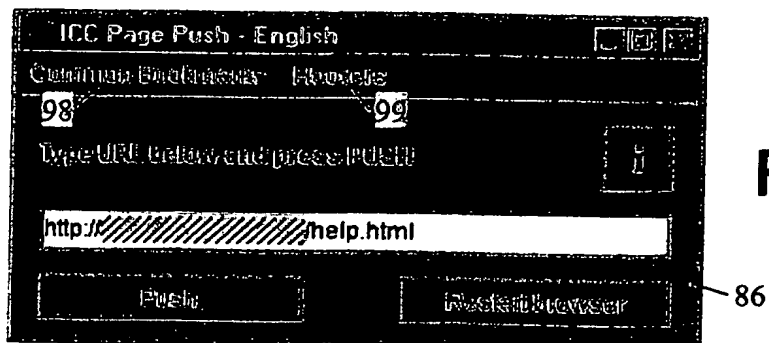 ICC Page Push - English
Common Bookmarks
98 99
Type URL below and press PUSH
i
http:// /help.html
Push Restart browser
86